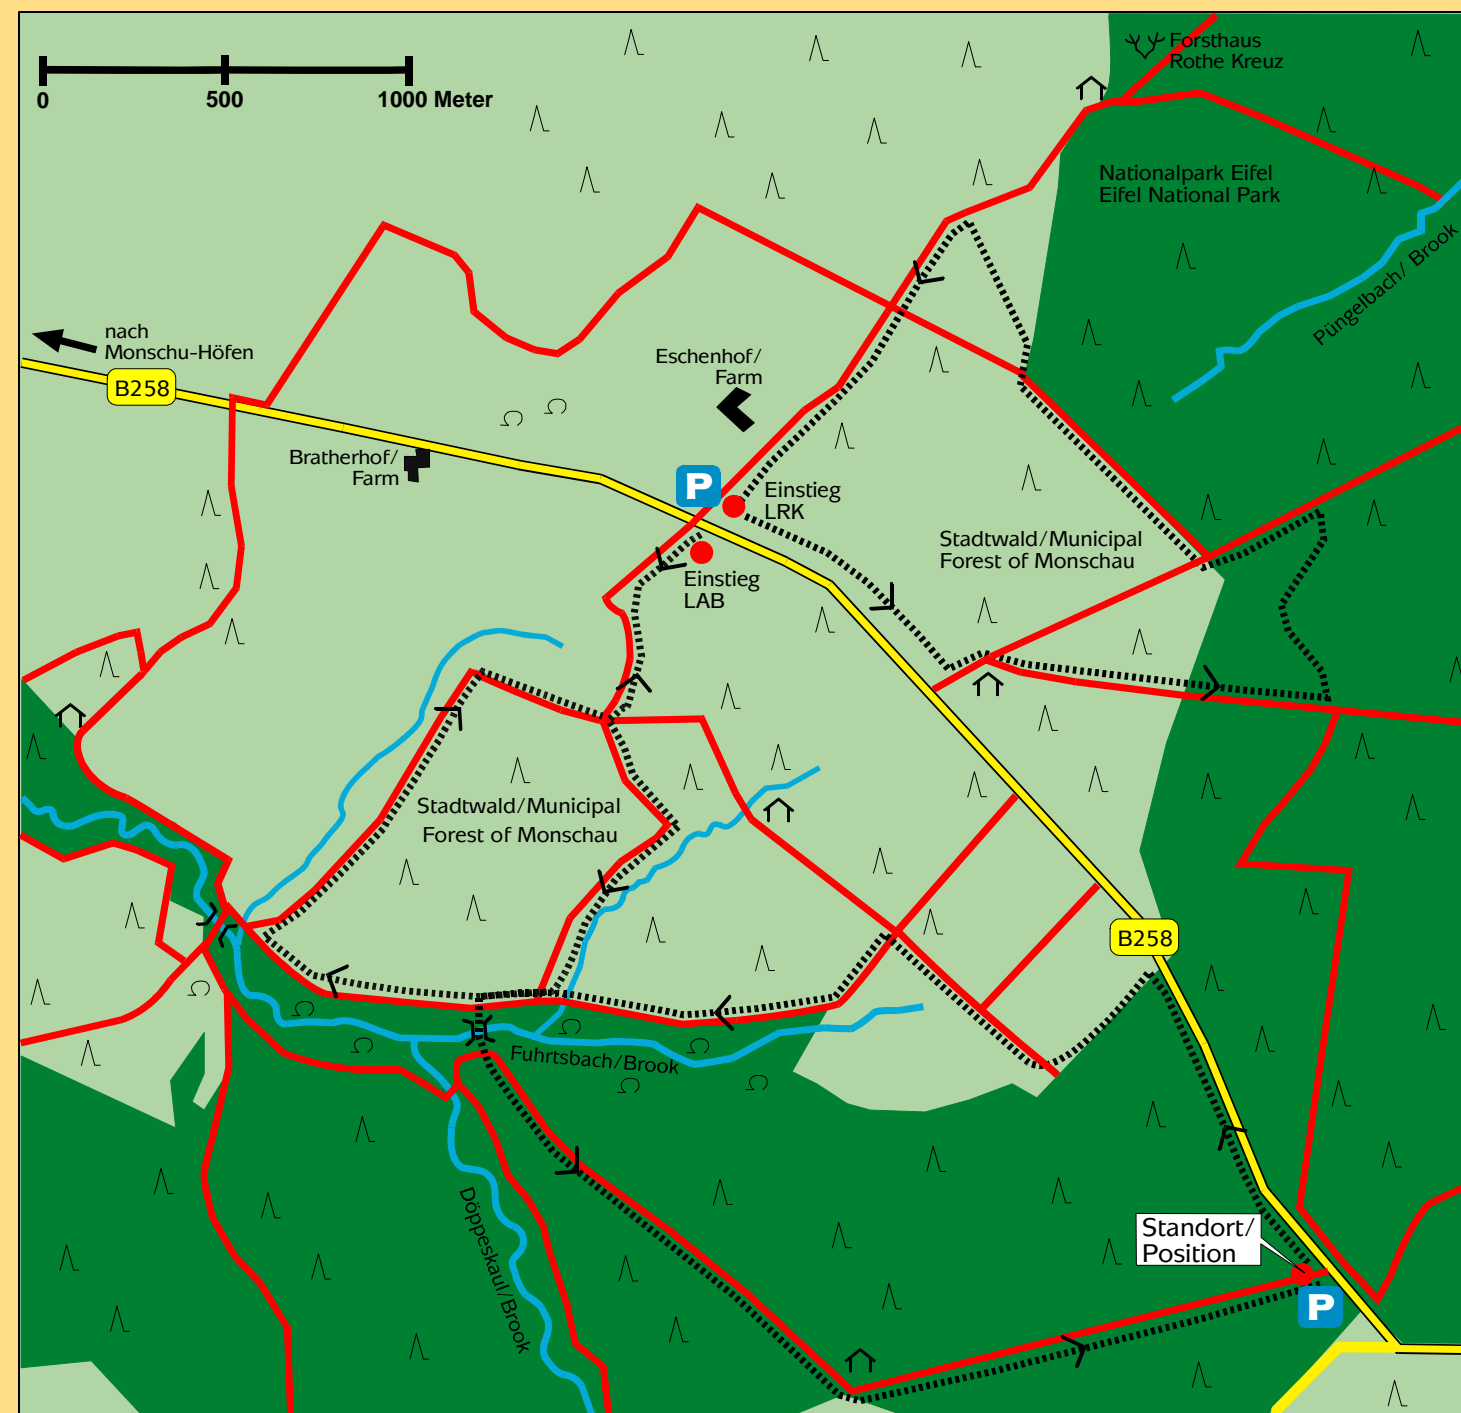 Forsthaus
Rothe Kreuz
0 500 1000 Meter
Nationalpark Eifel
Eifel National Park
Püngelbach/ Brook
nach
Monschu-Höfen
B258
Eschenhof/
Farm
Bratherhof/
Farm
P
Einstieg
LRK
Stadtwald/Municipal
Forest of Monschau
Einstieg
LAB
Stadtwald/Municipal
Forest of Monschau
B258
Fuhrtsbach/Brook
Döppeskaul/Brook
Standort/
Position
P